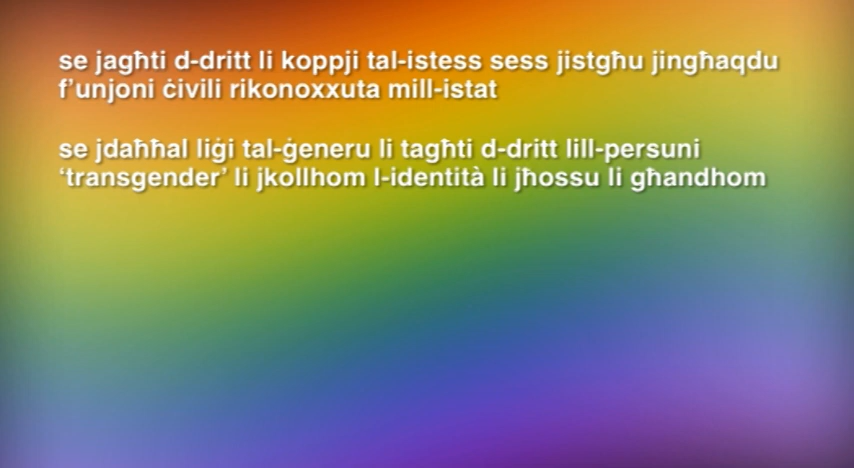 se jagħti d-dritt li koppji tal-istess sess jistgħu jingħaqdu
f'unjoni ċivili rikonoxxuta mill-istat
se jdaħħal liġi tal-ġeneru li tagħti d-dritt lill-persuni
‘transgender’ li jkollhom l-identità li jħossu li għandhom